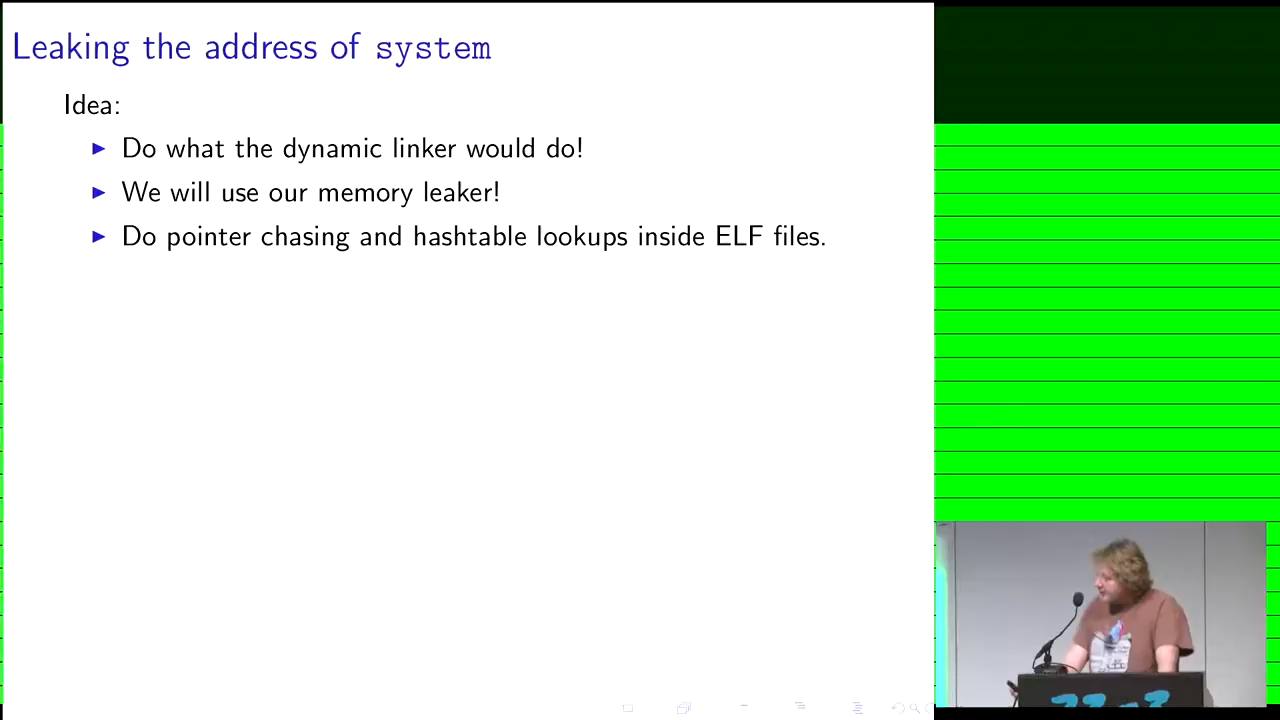 Leaking the address of system
Idea:
Do what the dynamic linker would do!
We will use our memory leaker!
Do pointer chasing and hashtable lookups inside ELF files.